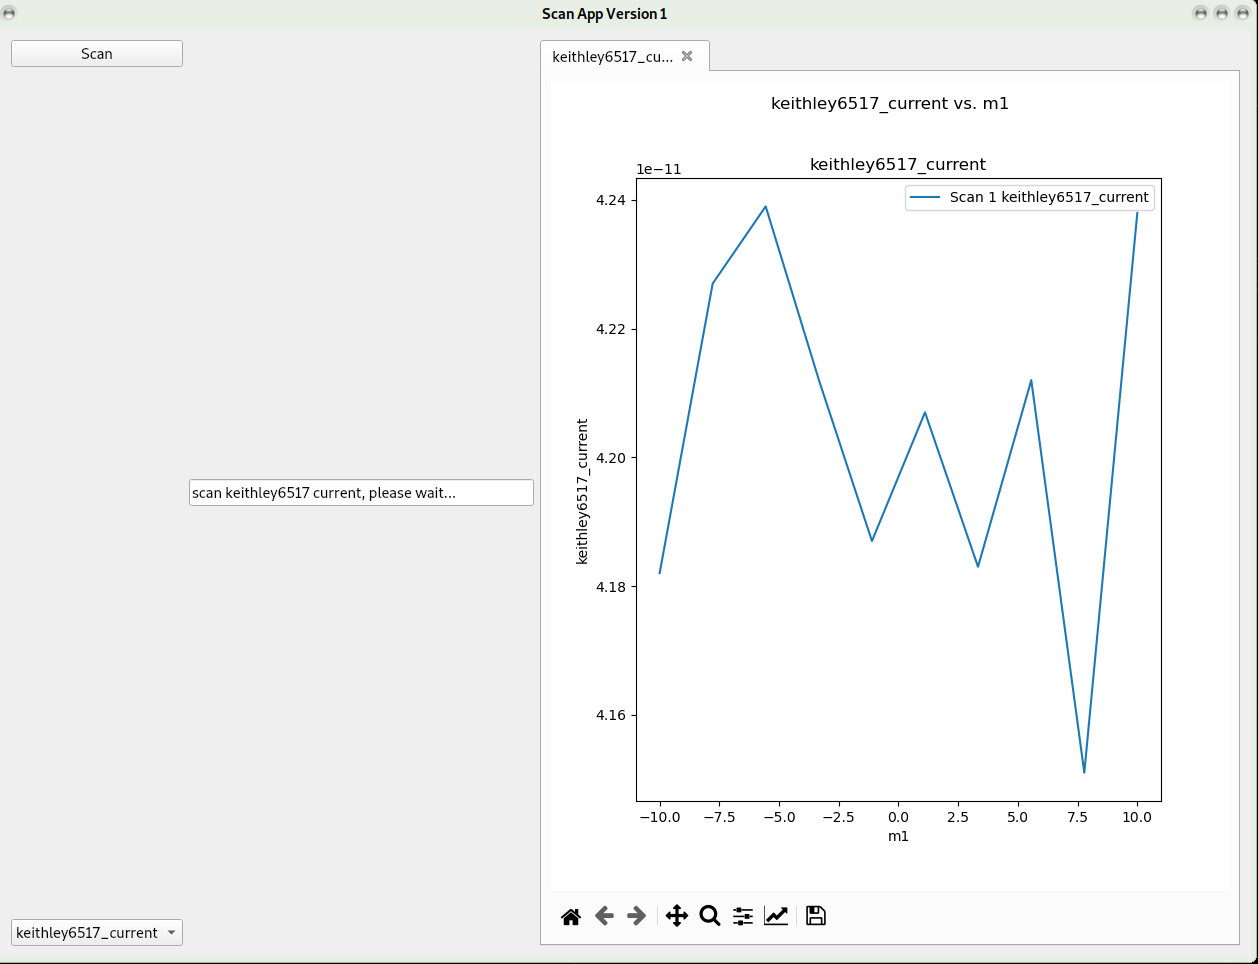 Scan App Version 1
Scan
keithley6517_cu...
keithley6517_current vs. m1
keithley6517_current
1e−11
Scan 1 keithley6517_current
4.24
4.22
4.20
4.18
4.16
keithley6517_current
−10.0 −7.5 −5.0 −2.5 0.0 2.5 5.0 7.5 10.0
m1
scan keithley6517 current, please wait...
keithley6517_current